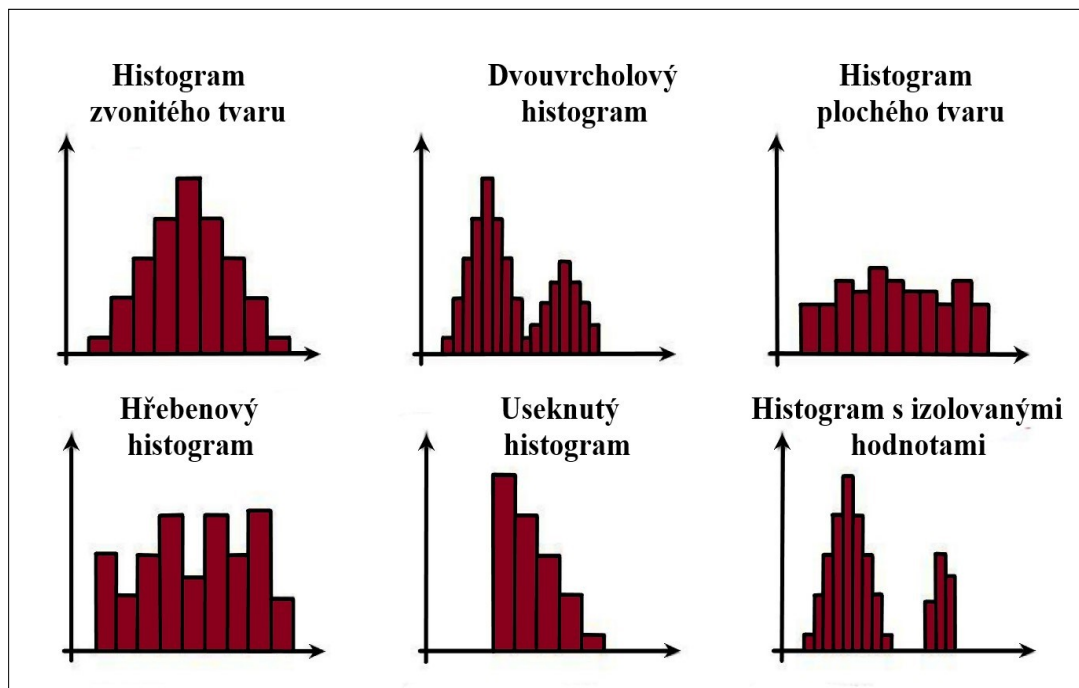 Histogram
zvonitého tvaru
Dvouvrcholový
histogram
Histogram
plochého tvaru
Hřebenový
histogram
Useknutý
histogram
Histogram s izolovanými
hodnotami